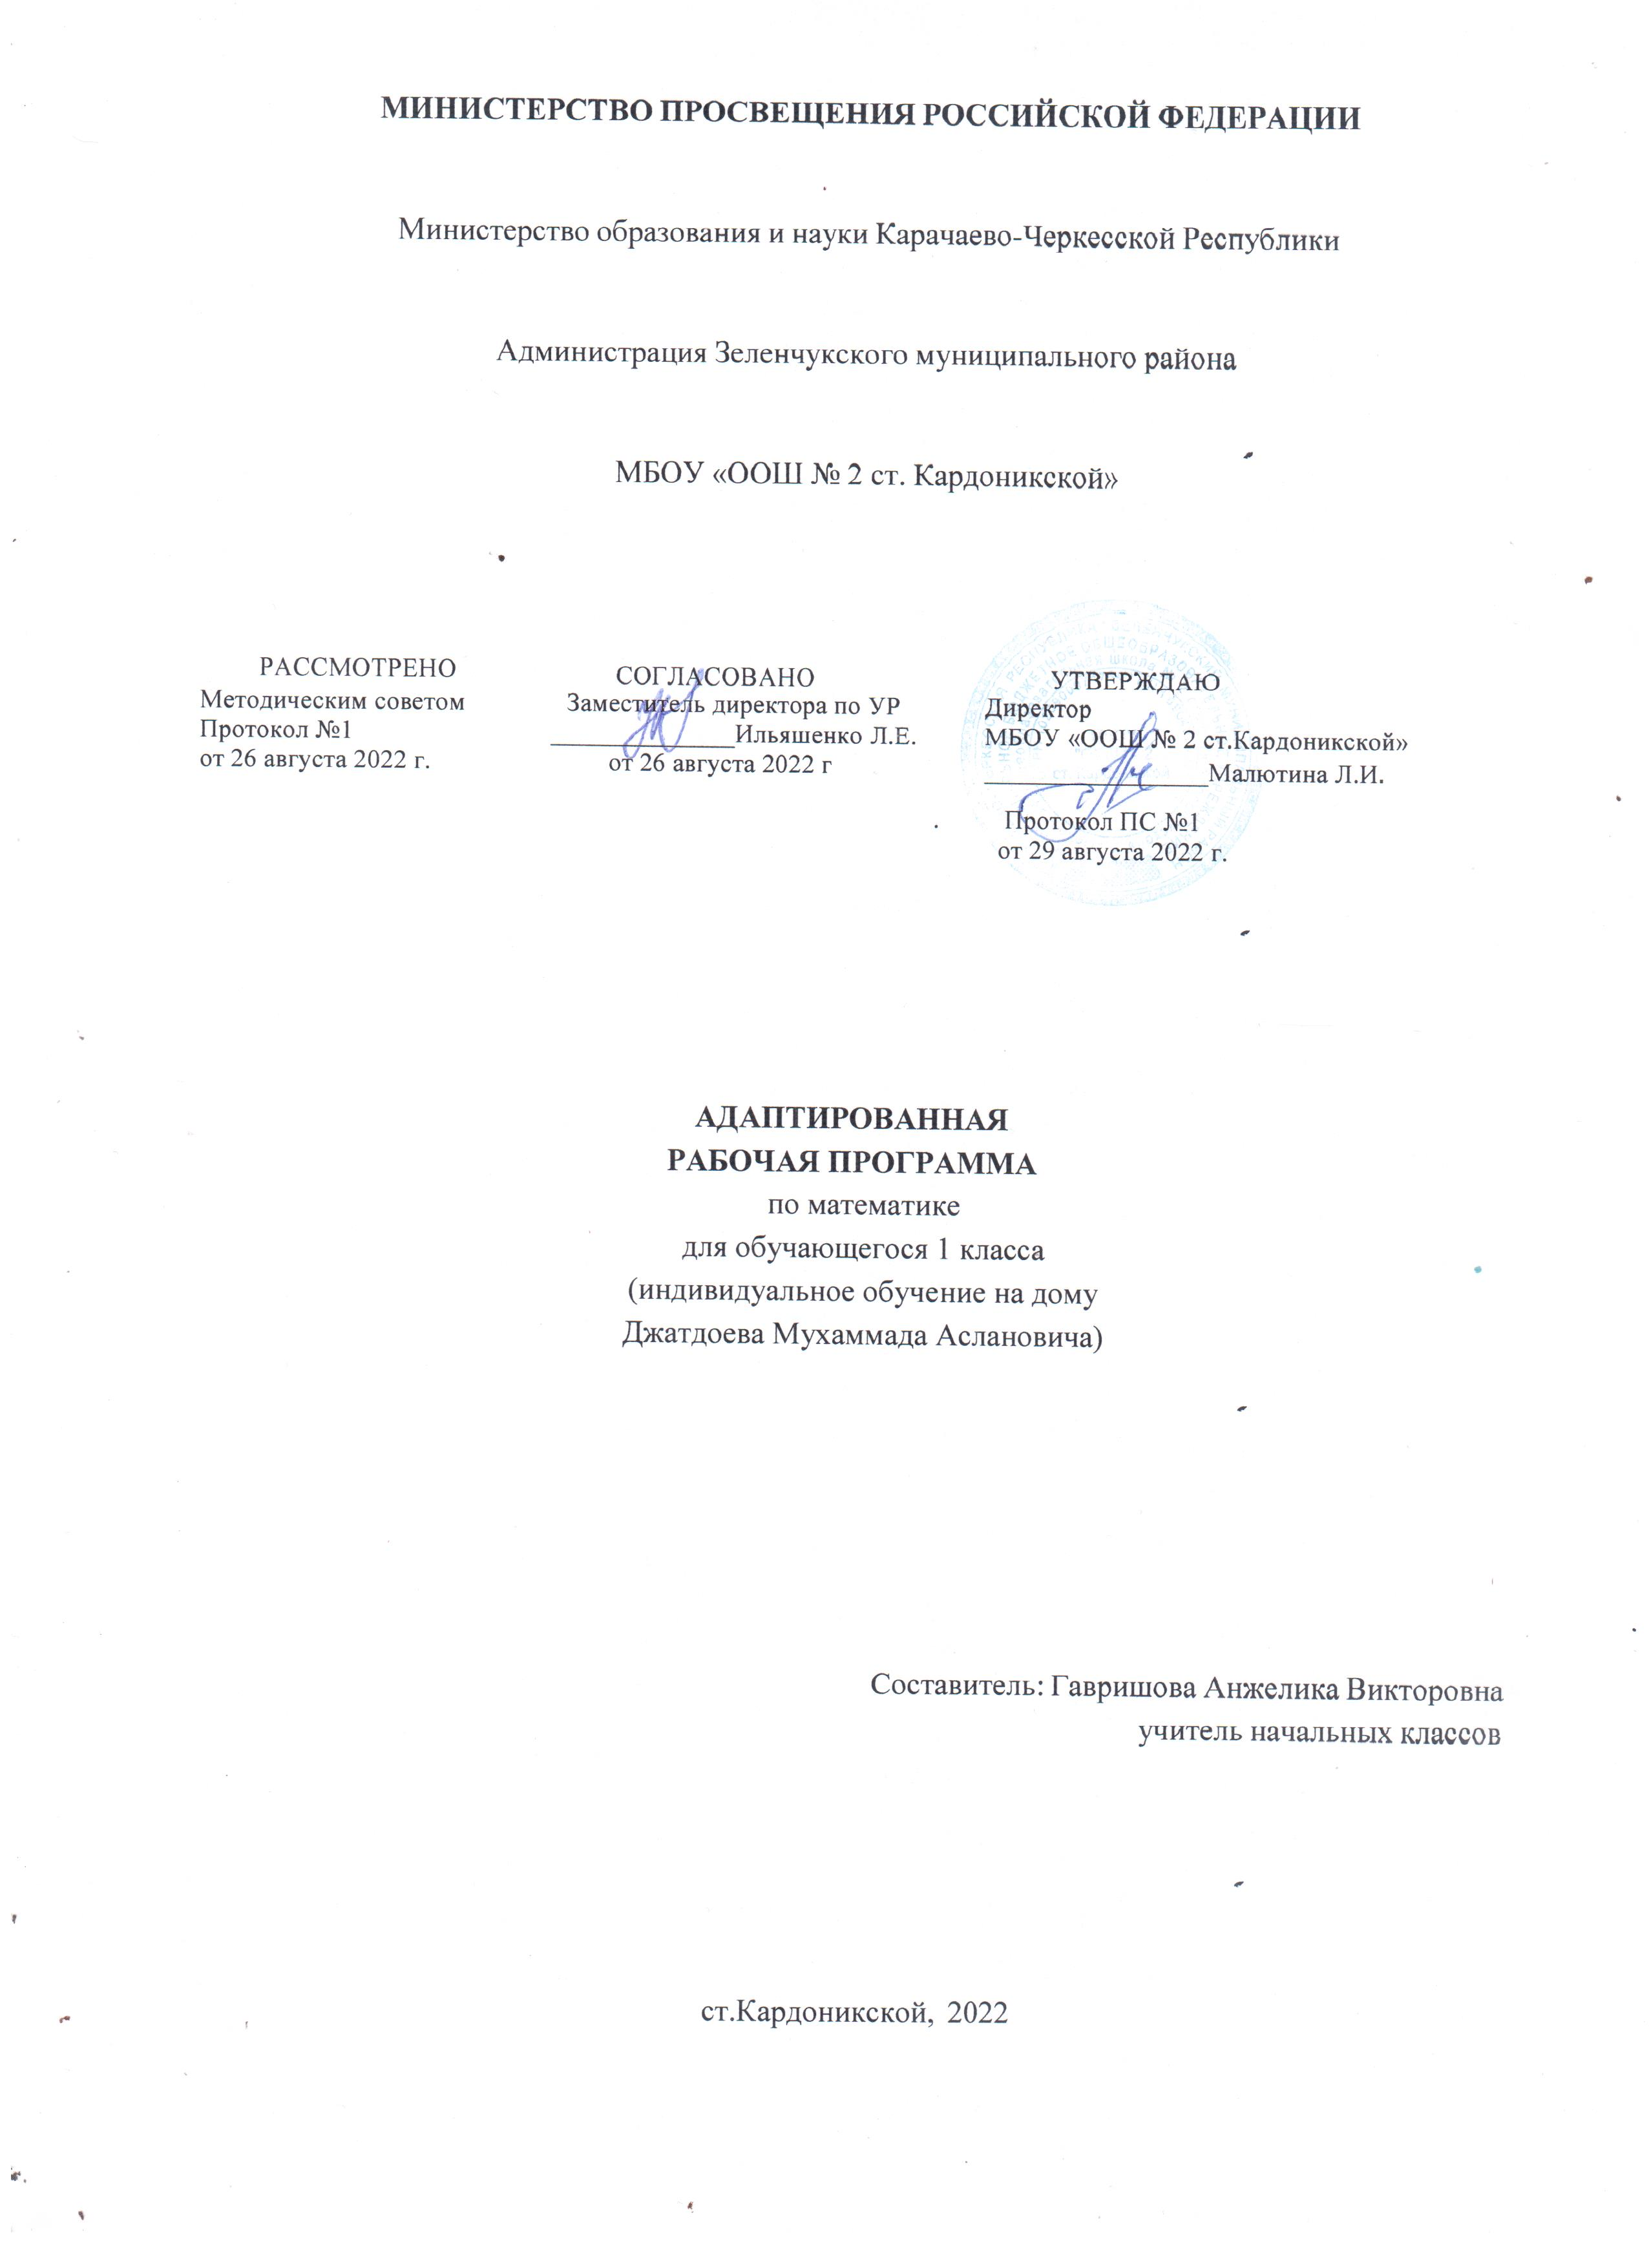 МИНИСТЕРСТВО ПРОСВЕЩЕНИЯ РОССИЙСКОЙ ФЕДЕРАЦИИ
Министерство образования и науки Карачаево-Черкесской Республики
Администрация Зеленчукского муниципального района
МБОУ «ООШ № 2 ст. Кардоникской»
РАССМОТРЕНО
Методическим советом
Протокол №1
от 26 августа 2022 г.
СОГЛАСОВАНО
Заместитель директора по УР
______________Ильяшенко Л.Е.
от 26 августа 2022 г
УТВЕРЖДАЮ
Директор
МБОУ «ООШ № 2 ст.Кардоникской»
_________________Малютина Л.И.
Протокол ПС №1
от 29 августа 2022 г.
АДАПТИРОВАННАЯ
РАБОЧАЯ ПРОГРАММА
по математике
для обучающегося 1 класса
(индивидуальное обучение на дому
Джатдоева Мухаммада Аслановича)
Составитель: Гавришова Анжелика Викторовна
учитель начальных классов
ст.Кардоникской, 2022